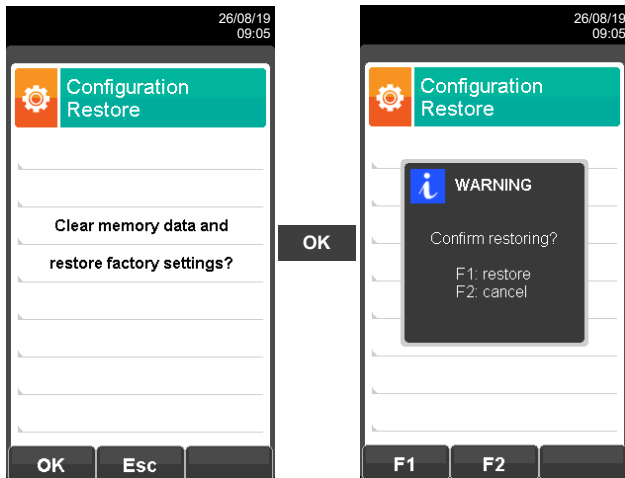 26/08/19
09:05
Configuration
Restore
Clear memory data and
restore factory settings?
OK
Esc
OK
26/08/19
09:05
Configuration
Restore
WARNING
Confirm restoring?
F1: restore
F2: cancel
F1
F2